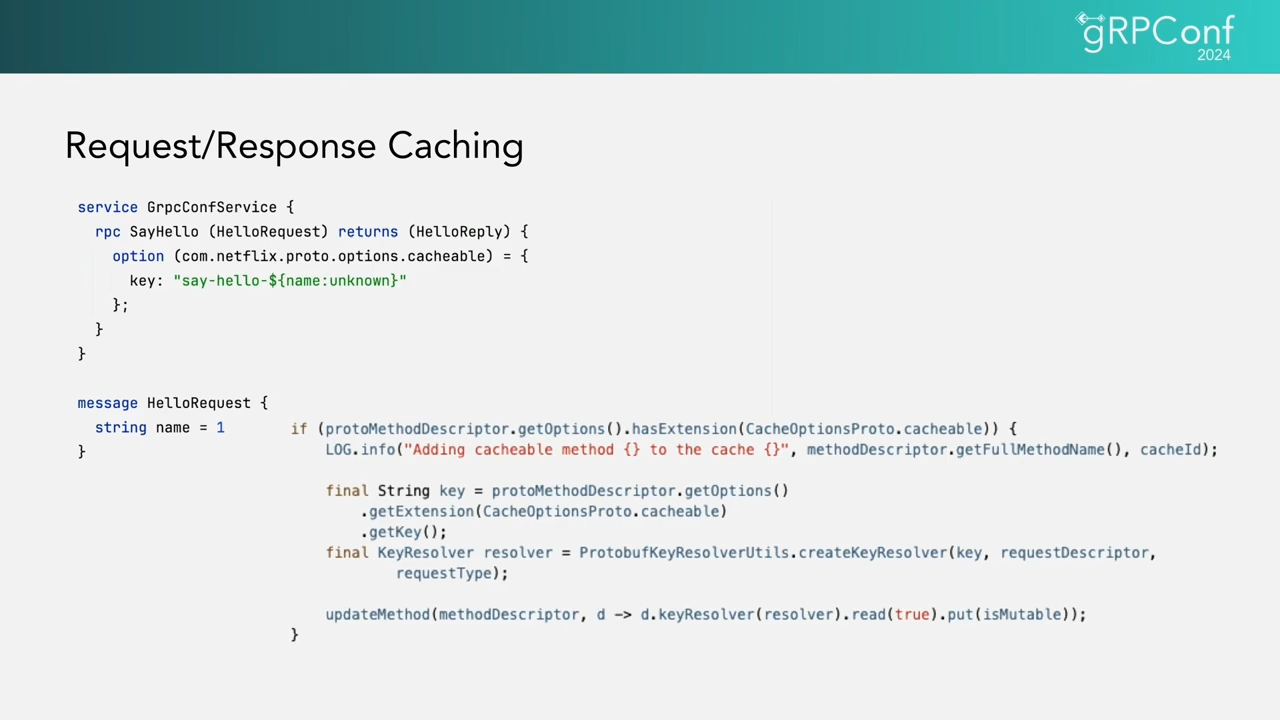 gRPConf
2024
Request/Response Caching
service GrpcConfService {
rpc SayHello (HelloRequest) returns (HelloReply) {
option (com.netflix.proto.options.cacheable) = {
key: "say-hello-${name:unknown}"
};
}
}
message HelloRequest {
string name = 1
}
if (protoMethodDescriptor.getOptions().hasExtension(CacheOptionsProto.cacheable)) {
LOG.info("Adding cacheable method {} to the cache {}", methodDescriptor.getFullMethodName(), cacheId);
final String key = protoMethodDescriptor.getOptions()
.getExtension(CacheOptionsProto.cacheable)
.getKey();
final KeyResolver resolver = ProtobufKeyResolverUtils.createKeyResolver(key, requestDescriptor,
requestType);
updateMethod(methodDescriptor, d -> d.keyResolver(resolver).read(true).put(isMutable));
}